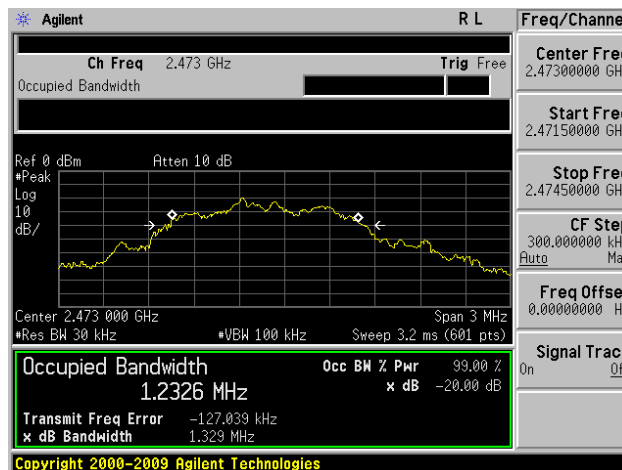 Agilent R L Freq/Channe
Ch Freq 2.473 GHz Trig Free
Occupied Bandwidth
Center Fre
2.47300000 GH
Start Fre
2.47150000 GH
Stop Fre
2.47450000 GH
CF Ste
300.000000 kH
Auto Ma
Freq Offse
0.00000000 H
Signal Trac
On Of
Ref 0 dBm Atten 10 dB
#Peak
Log
10
dB/
Center 2.473 000 GHz Span 3 MHz
#Res BW 30 kHz #VBW 100 kHz Sweep 3.2 ms (601 pts)
Occupied Bandwidth Occ BW % Pwr 99.00 %
1.2326 MHz x dB -20.00 dB
Transmit Freq Error -127.039 kHz
x dB Bandwidth 1.329 MHz
Copyright 2000-2009 Agilent Technologies